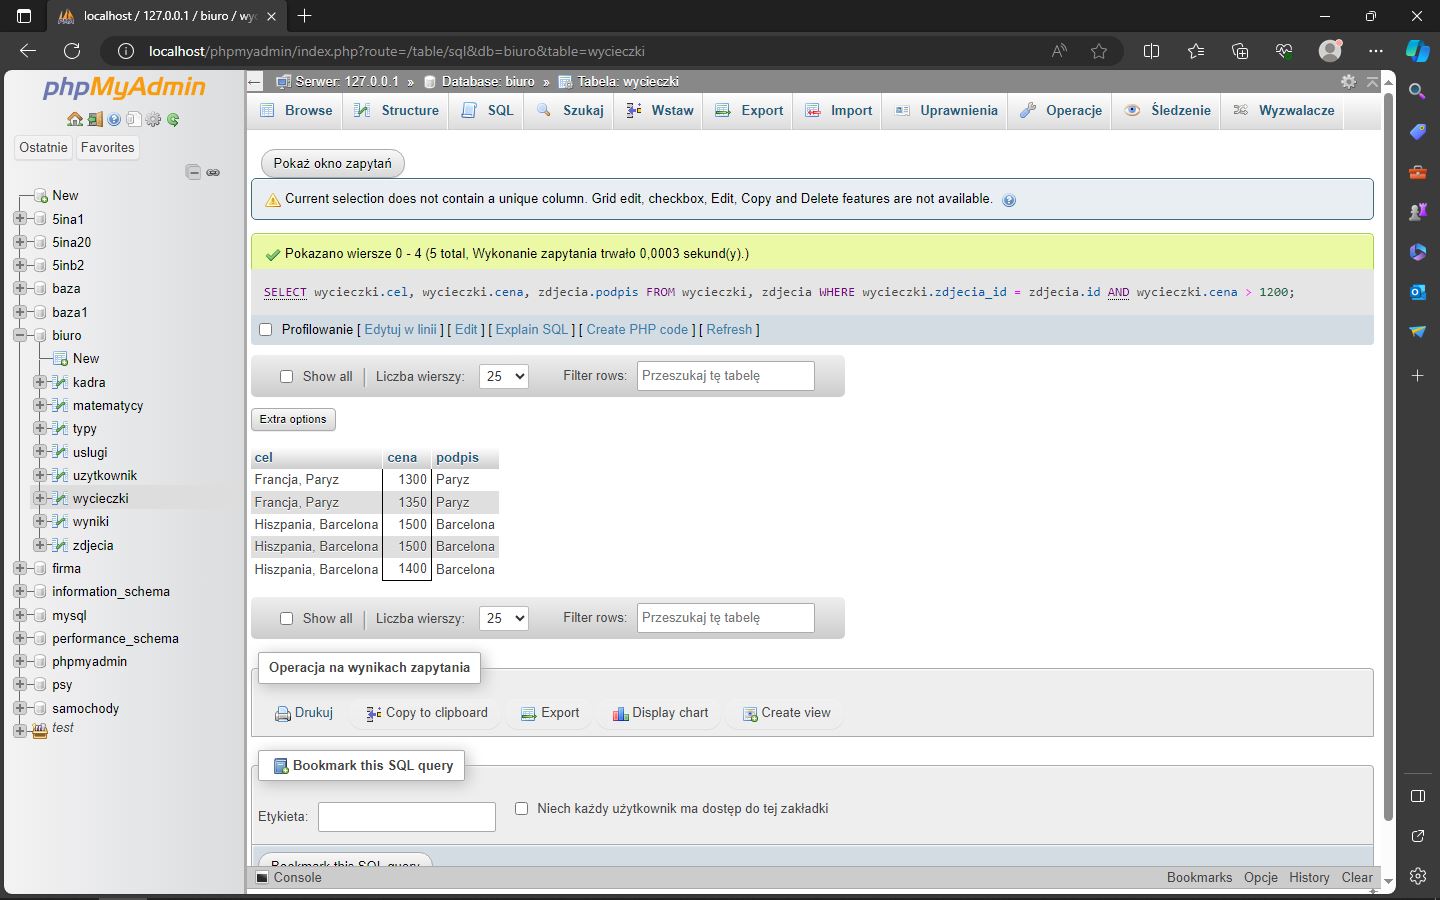 localhost / 127.0.0.1 / biuro / wyc
localhost/phpmyadmin/index.php?route=/table/sql&db=biuro&table=wycieczki
phpMyAdmin
Ostatnie Favorites
New
5ina1
5ina20
5inb2
baza
baza1
biuro
New
kadra
matematycy
typy
uslugi
uzytkownik
wycieczki
wyniki
zdjecia
firma
information_schema
mysql
performance_schema
phpmyadmin
psy
samochody
test
Serwer: 127.0.0.1 » Database: biuro » Tabela: wycieczki
Browse Structure SQL Szukaj Wstaw Export Import Uprawnienia Operacje Śledzenie Wyzwalacze
Pokaż okno zapytań
Current selection does not contain a unique column. Grid edit, checkbox, Edit, Copy and Delete features are not available.
Pokazano wiersze 0 - 4 (5 total, Wykonanie zapytania trwało 0,0003 sekund(y).)
SELECT wycieczki.cel, wycieczki.cena, zdjecia.podpis FROM wycieczki, zdjecia WHERE wycieczki.zdjecia_id = zdjecia.id AND wycieczki.cena > 1200;
Profilowanie [ Edytuj w linii ] [ Edit ] [ Explain SQL ] [ Create PHP code ] [ Refresh ]
Show all | Liczba wierszy: 25 Filter rows: Przeszukaj tę tabelę
Extra options
cel cena podpis
Francja, Paryz 1300 Paryz
Francja, Paryz 1350 Paryz
Hiszpania, Barcelona 1500 Barcelona
Hiszpania, Barcelona 1500 Barcelona
Hiszpania, Barcelona 1400 Barcelona
Show all | Liczba wierszy: 25 Filter rows: Przeszukaj tę tabelę
Operacja na wynikach zapytania
Drukuj Copy to clipboard Export Display chart Create view
Bookmark this SQL query
Etykieta: Niech każdy użytkownik ma dostęp do tej zakładki
Bookmark this SQL query
Console Bookmarks Opcje History Clear